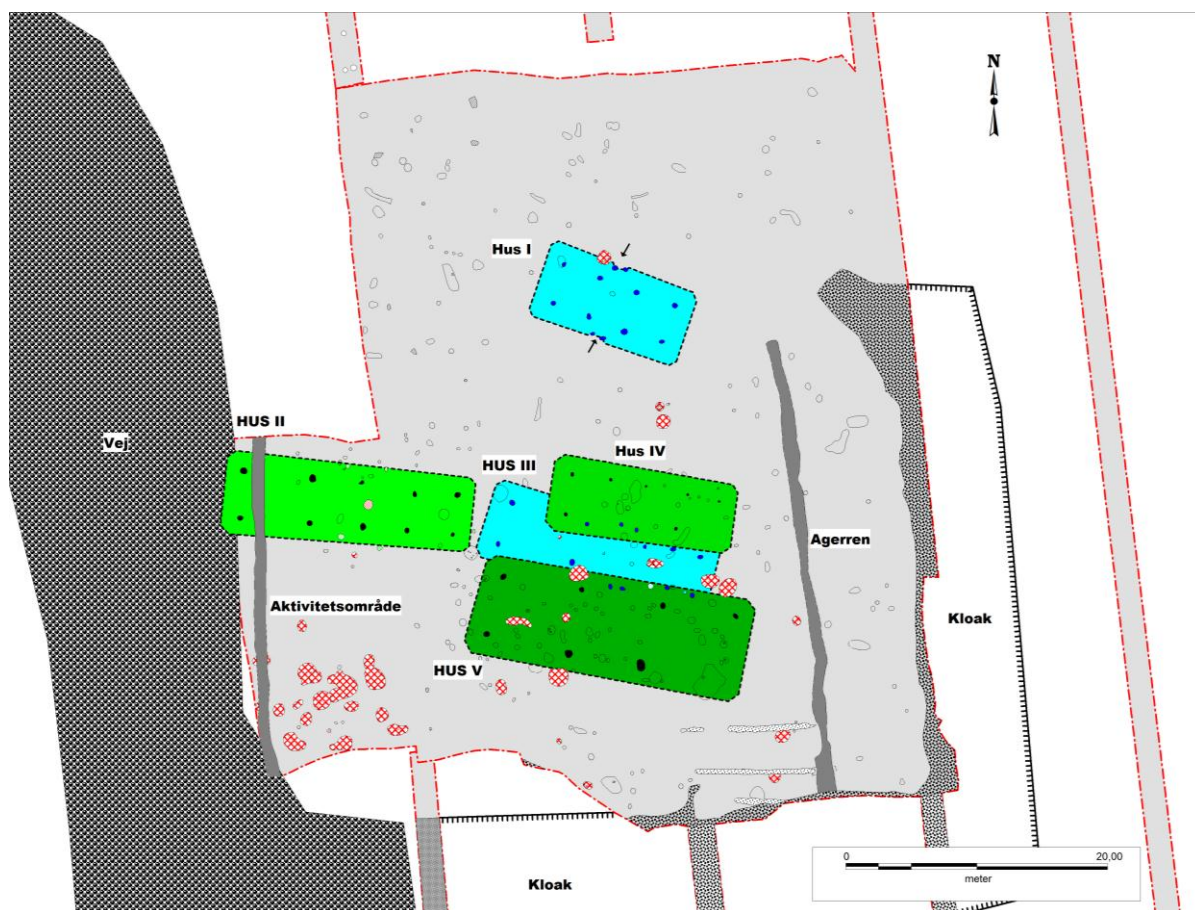 N
Hus I
HUS II
Vej
HUS III
Hus IV
Agerren
Aktivitetsområde
Kloak
HUS V
0 20,00
meter
Kloak